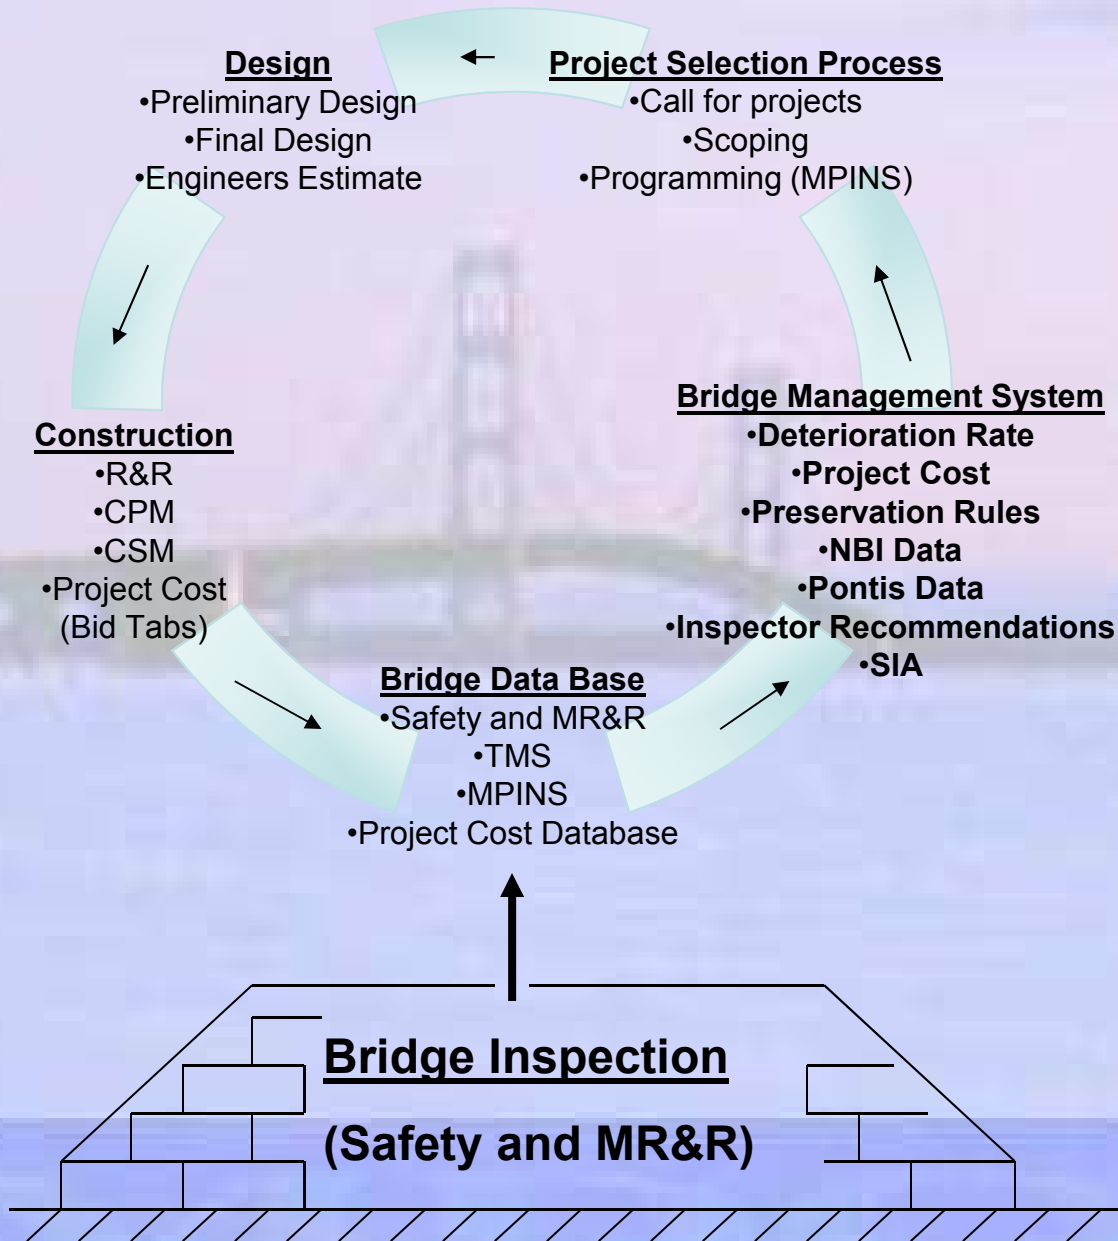 Design
•Preliminary Design
•Final Design
•Engineers Estimate
Project Selection Process
•Call for projects
•Scoping
•Programming (MPINS)
Construction
•R&R
•CPM
•CSM
•Project Cost
(Bid Tabs)
Bridge Management System
•Deterioration Rate
•Project Cost
•Preservation Rules
•NBI Data
•Pontis Data
•Inspector Recommendations
•SIA
Bridge Data Base
•Safety and MR&R
•TMS
•MPINS
•Project Cost Database
Bridge Inspection
(Safety and MR&R)